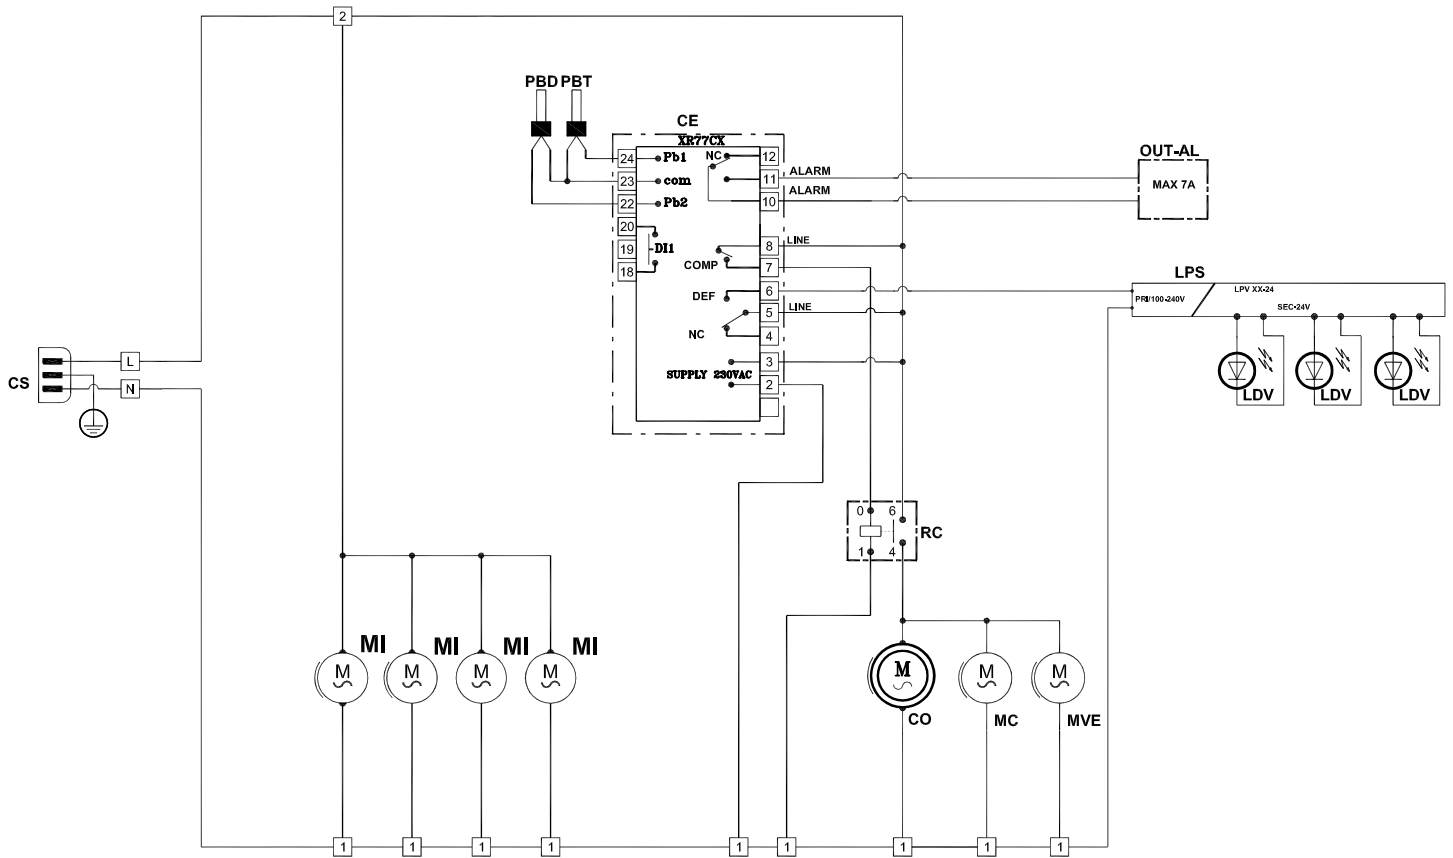 2
PBD PBT
CE
XR77CX
24 Pb1 NC 12
23 com 11 ALARM
22 Pb2 10 ALARM
OUT-AL
MAX 7A
20
19 DI1
18
8 LINE
COMP 7
DEF 6
5 LINE
NC 4
3
SUPPLY 230VAC
2
LPS
PRI/100-240V
LPV XX-24
SEC-24V
LDV LDV LDV
CS
L
N
0 6
RC
1 4
MI MI MI MI
M M M M
M M M
CO MC MVE
1 1 1 1 1 1 1 1 1